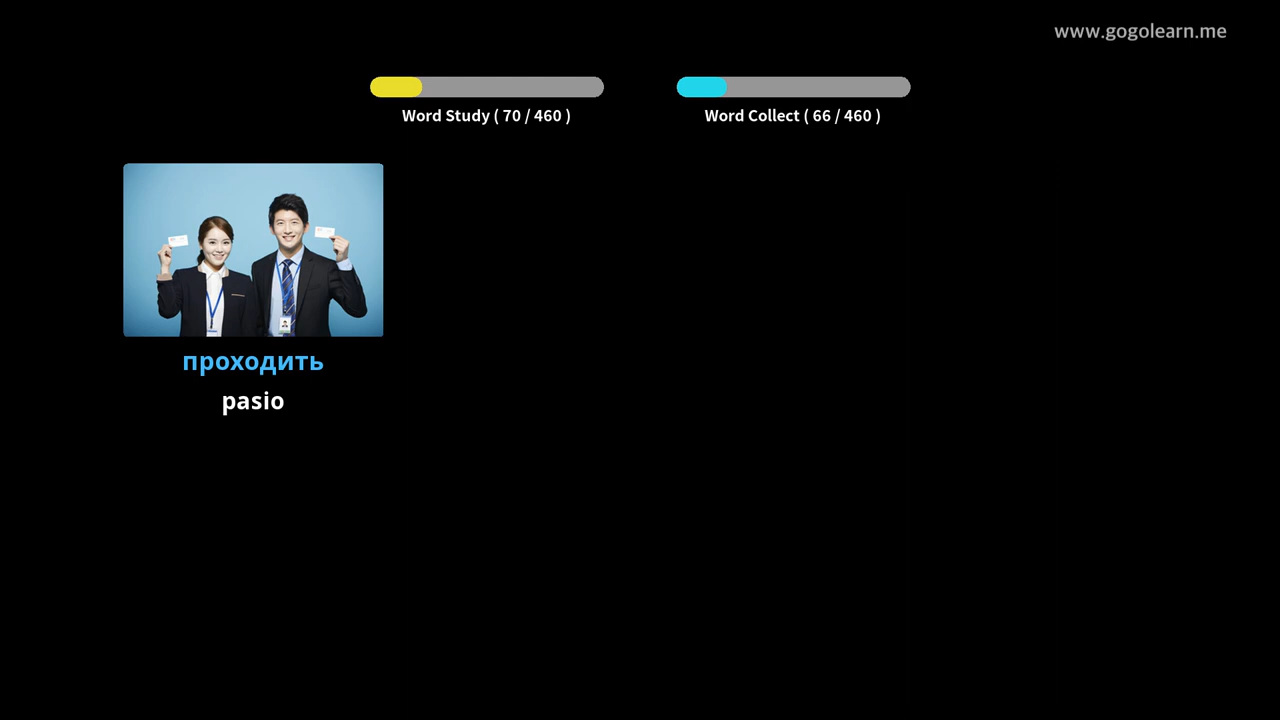 www.gogolearn.me
Word Study ( 70 / 460 )
Word Collect ( 66 / 460 )
проходить
pasio